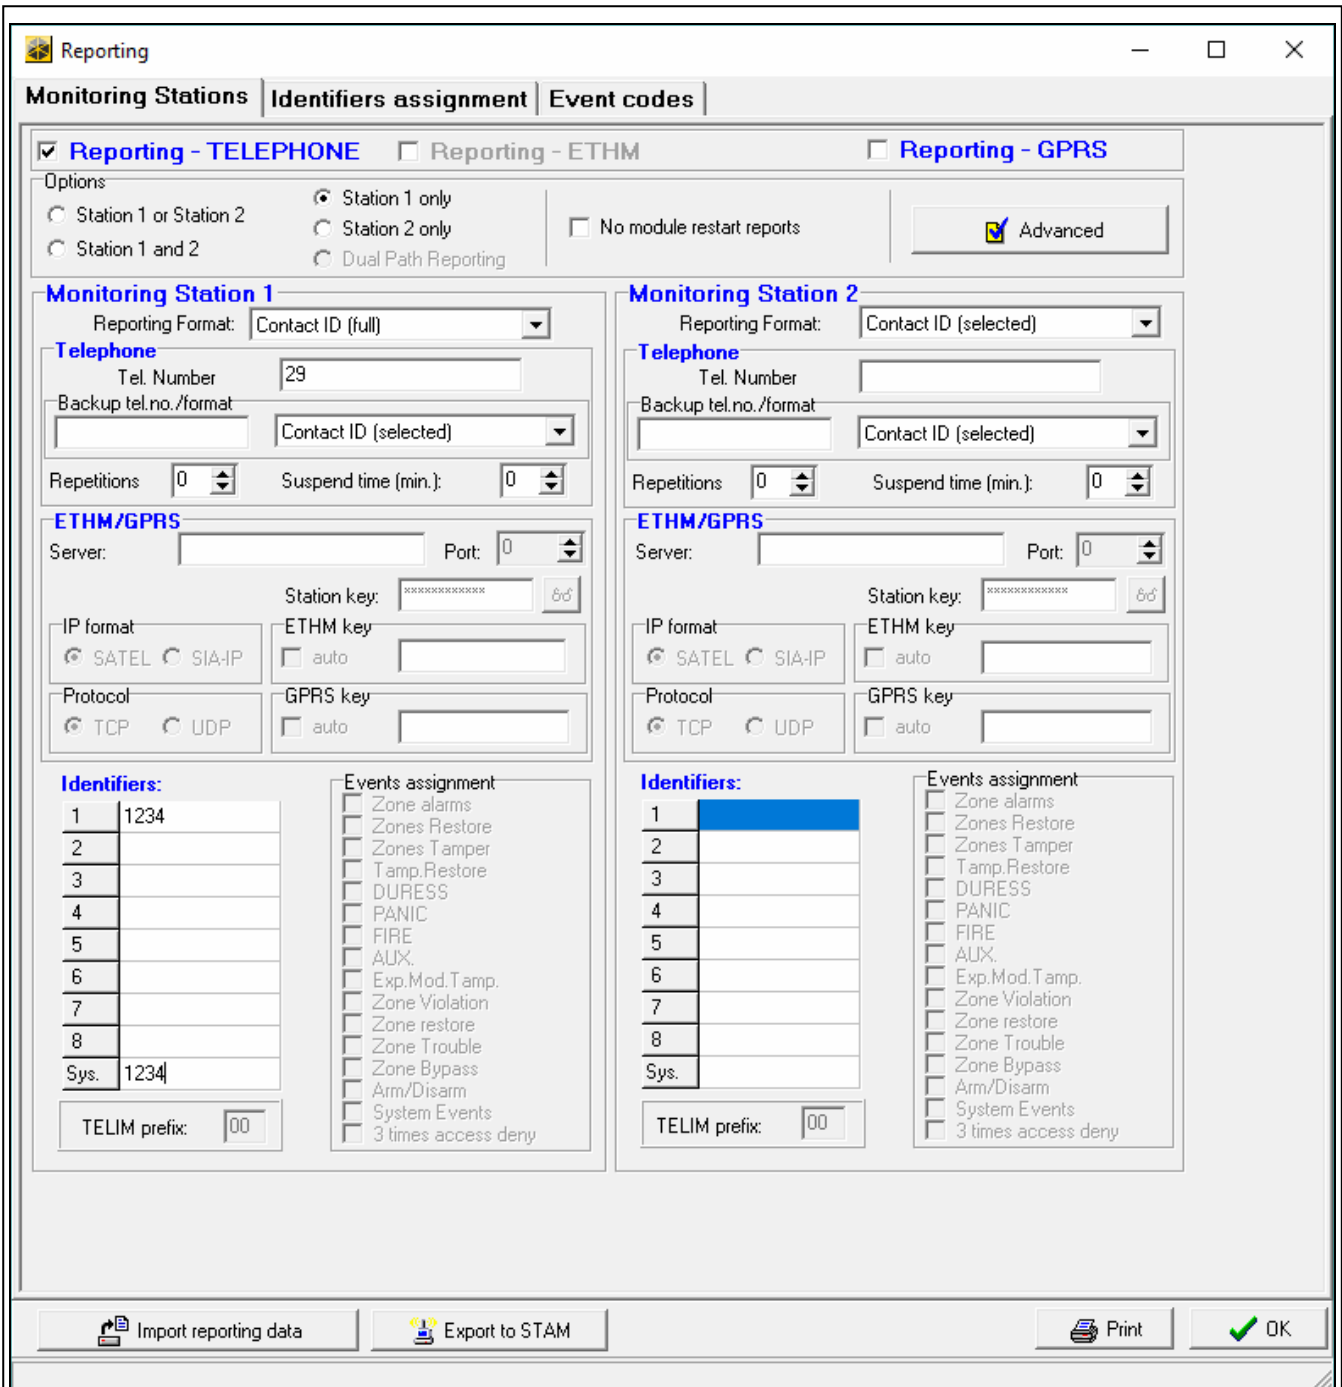 Reporting
Monitoring Stations Identifiers assignment Event codes
Reporting - TELEPHONE Reporting - ETHM Reporting - GPRS
Options
Station 1 or Station 2
Station 1 and 2
Station 1 only
Station 2 only
Dual Path Reporting
No module restart reports
Advanced
Monitoring Station 1
Reporting Format: Contact ID (full)
Telephone
Tel. Number 29
Backup tel.no./format
Contact ID (selected)
Repetitions 0 Suspend time (min.): 0
ETHM/GPRS
Server: Port: 0
Station key: ************
IP format
SATEL SIA-IP
ETHM key
auto
Protocol
TCP UDP
GPRS key
auto
Identifiers:
1 1234
2
3
4
5
6
7
8
Sys. 1234
TELIM prefix: 00
Events assignment
Zone alarms
Zones Restore
Zones Tamper
Tamp.Restore
DURESS
PANIC
FIRE
AUX.
Exp.Mod.Tamp.
Zone Violation
Zone restore
Zone Trouble
Zone Bypass
Arm/Disarm
System Events
3 times access deny
Monitoring Station 2
Reporting Format: Contact ID (selected)
Telephone
Tel. Number
Backup tel.no./format
Contact ID (selected)
Repetitions 0 Suspend time (min.): 0
ETHM/GPRS
Server: Port: 0
Station key: ************
IP format
SATEL SIA-IP
ETHM key
auto
Protocol
TCP UDP
GPRS key
auto
Identifiers:
1
2
3
4
5
6
7
8
Sys.
TELIM prefix: 00
Events assignment
Zone alarms
Zones Restore
Zones Tamper
Tamp.Restore
DURESS
PANIC
FIRE
AUX.
Exp.Mod.Tamp.
Zone Violation
Zone restore
Zone Trouble
Zone Bypass
Arm/Disarm
System Events
3 times access deny
Import reporting data Export to STAM Print OK